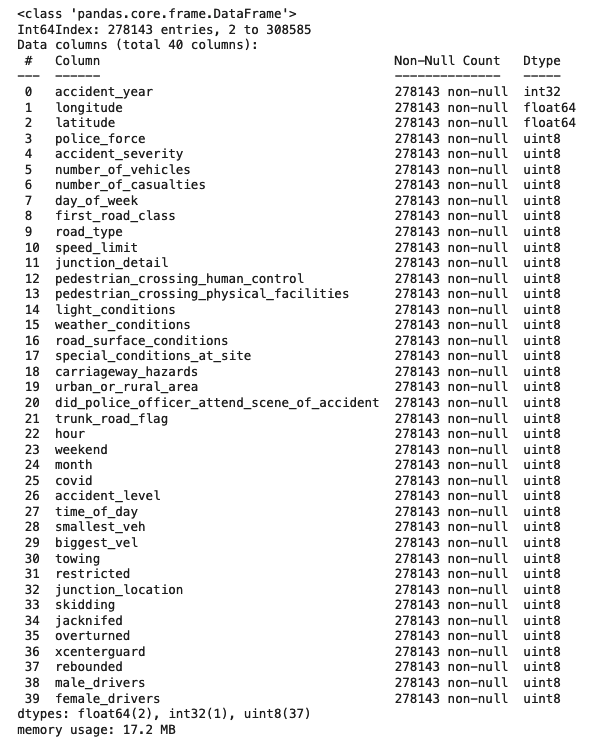 <class 'pandas.core.frame.DataFrame'>
Int64Index: 278143 entries, 2 to 308585
Data columns (total 40 columns):
 #   Column                                       Non-Null Count   Dtype
---  ------                                       --------------   -----
 0   accident_year                                278143 non-null  int32
 1   longitude                                    278143 non-null  float64
 2   latitude                                     278143 non-null  float64
 3   police_force                                 278143 non-null  uint8
 4   accident_severity                            278143 non-null  uint8
 5   number_of_vehicles                           278143 non-null  uint8
 6   number_of_casualties                         278143 non-null  uint8
 7   day_of_week                                  278143 non-null  uint8
 8   first_road_class                             278143 non-null  uint8
 9   road_type                                    278143 non-null  uint8
 10  speed_limit                                  278143 non-null  uint8
 11  junction_detail                              278143 non-null  uint8
 12  pedestrian_crossing_human_control            278143 non-null  uint8
 13  pedestrian_crossing_physical_facilities      278143 non-null  uint8
 14  light_conditions                             278143 non-null  uint8
 15  weather_conditions                           278143 non-null  uint8
 16  road_surface_conditions                      278143 non-null  uint8
 17  special_conditions_at_site                   278143 non-null  uint8
 18  carriageway_hazards                          278143 non-null  uint8
 19  urban_or_rural_area                          278143 non-null  uint8
 20  did_police_officer_attend_scene_of_accident  278143 non-null  uint8
 21  trunk_road_flag                              278143 non-null  uint8
 22  hour                                         278143 non-null  uint8
 23  weekend                                      278143 non-null  uint8
 24  month                                        278143 non-null  uint8
 25  covid                                        278143 non-null  uint8
 26  accident_level                               278143 non-null  uint8
 27  time_of_day                                  278143 non-null  uint8
 28  smallest_veh                                 278143 non-null  uint8
 29  biggest_vel                                  278143 non-null  uint8
 30  towing                                       278143 non-null  uint8
 31  restricted                                   278143 non-null  uint8
 32  junction_location                            278143 non-null  uint8
 33  skidding                                     278143 non-null  uint8
 34  jacknifed                                    278143 non-null  uint8
 35  overturned                                   278143 non-null  uint8
 36  xcenterguard                                 278143 non-null  uint8
 37  rebounded                                    278143 non-null  uint8
 38  male_drivers                                 278143 non-null  uint8
 39  female_drivers                               278143 non-null  uint8
dtypes: float64(2), int32(1), uint8(37)
memory usage: 17.2 MB